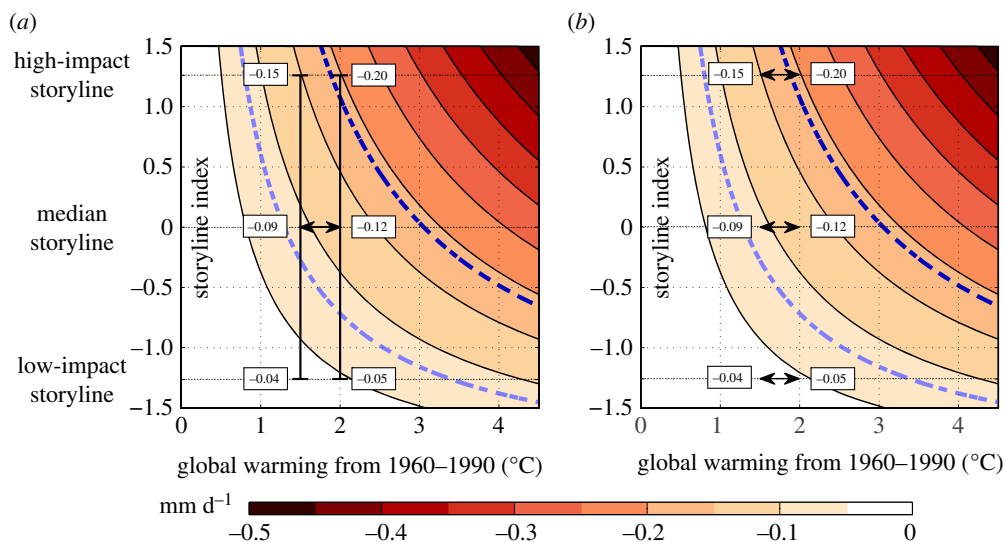 (a)
(b)
high-impact
storyline
median
storyline
low-impact
storyline
storyline index
1.5
1.0
0.5
0
–0.5
–1.0
–1.5
–0.15
–0.20
–0.09
–0.12
–0.04
–0.05
0 1 2 3 4
global warming from 1960–1990 (°C)
storyline index
1.5
1.0
0.5
0
–0.5
–1.0
–1.5
–0.15
–0.20
–0.09
–0.12
–0.04
–0.05
0 1 2 3 4
global warming from 1960–1990 (°C)
mm d–1
–0.5 –0.4 –0.3 –0.2 –0.1 0